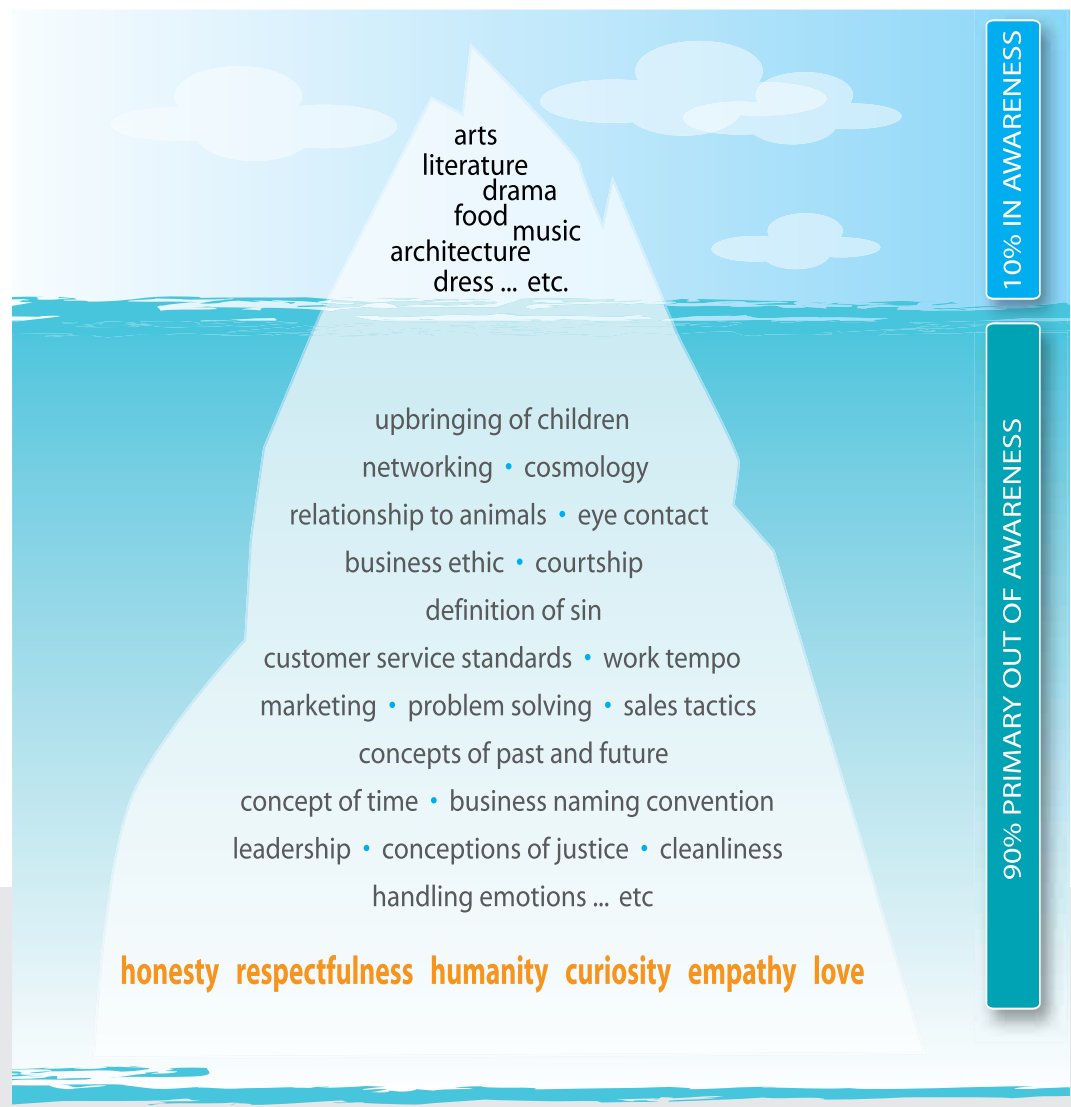 arts
literature
drama
food
music
architecture
dress ... etc.
10% IN AWARENESS
upbringing of children
networking • cosmology
relationship to animals • eye contact
business ethic • courtship
definition of sin
customer service standards • work tempo
marketing • problem solving • sales tactics
concepts of past and future
concept of time • business naming convention
leadership • conceptions of justice • cleanliness
handling emotions ... etc
honesty respectfulness humanity curiosity empathy love
90% PRIMARY OUT OF AWARENESS